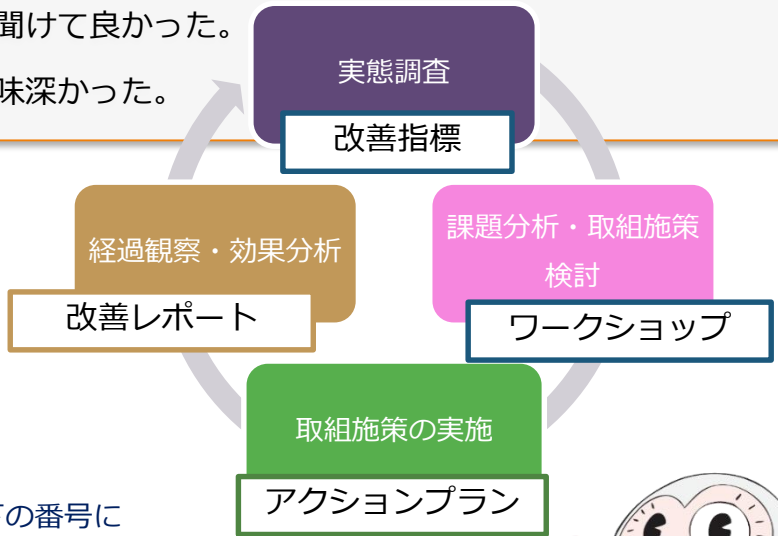 聞けて良かった。
味深かった。
実態調査
改善指標
課題分析・取組施策
検討
ワークショップ
取組施策の実施
アクションプラン
経過観察・効果分析
改善レポート
の番号に